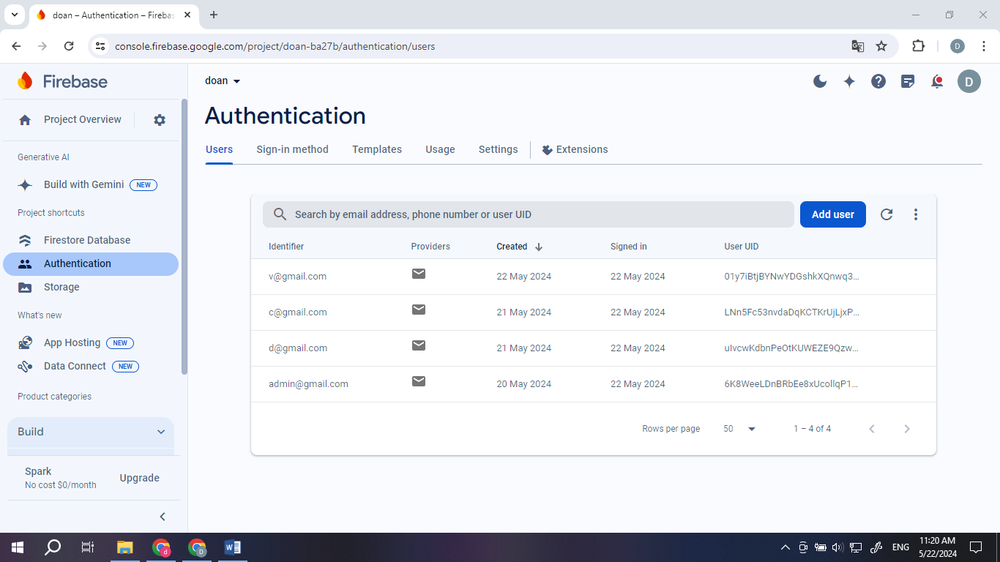 doan – Authentication – Firebas
console.firebase.google.com/project/doan-ba27b/authentication/users
D
Firebase
doan
D
Project Overview
Authentication
Users Sign-in method Templates Usage Settings Extensions
Generative AI
Build with Gemini NEW
Project shortcuts
Firestore Database
Authentication
Storage
What's new
App Hosting NEW
Data Connect NEW
Product categories
Build
Spark
No cost $0/month
Upgrade
Search by email address, phone number or user UID
Add user
Identifier Providers Created Signed in User UID
v@gmail.com 22 May 2024 22 May 2024 01y7iBtjBYNwYDGshkXQnwq3...
c@gmail.com 21 May 2024 22 May 2024 LNn5Fc53nvdaDqKCTKrUjLjxP...
d@gmail.com 21 May 2024 22 May 2024 uIvcwKdbnPeOtKUWEZE9Qzw...
admin@gmail.com 20 May 2024 22 May 2024 6K8WeeLDnBRbEe8xUcollqP1...
Rows per page 50 1 – 4 of 4
d
D
W
ENG
11:20 AM
5/22/2024